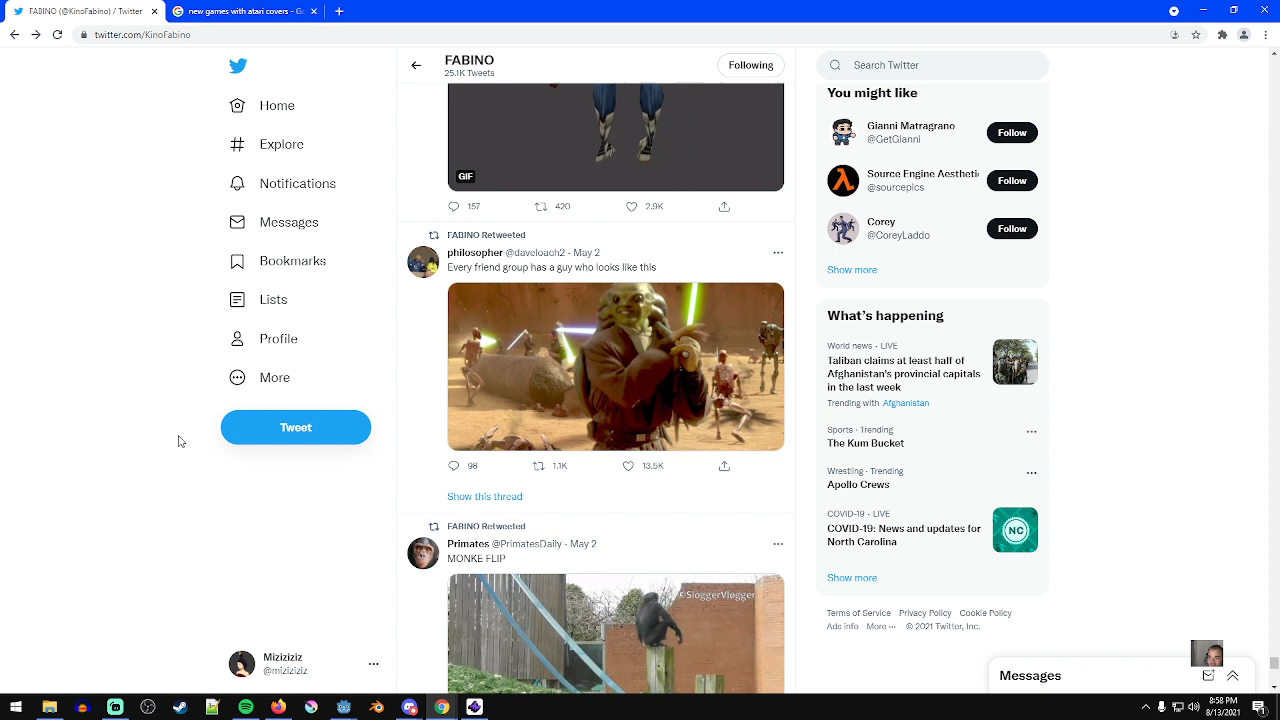 FABINO (@KinoFabino) / Twitter
new games with atari covers - Go
twitter.com/KinoFabino
FABINO
25.1K Tweets
Following
Home
Explore
Notifications
Messages
Bookmarks
Lists
Profile
More
Tweet
Miziziziz
@miziziziz
GIF
157
420
2.9K
FABINO Retweeted
philosopher @daveloach2 · May 2
Every friend group has a guy who looks like this
98
1.1K
13.5K
Show this thread
FABINO Retweeted
Primates @PrimatesDaily · May 2
MONKE FLIP
©SloggerVlogger
Search Twitter
You might like
Gianni Matragrano
@GetGianni
Follow
Source Engine Aestheti
@sourcepics
Follow
Corey
@CoreyLaddo
Follow
Show more
What's happening
World news · LIVE
Taliban claims at least half of
Afghanistan's provincial capitals
in the last week
Trending with Afghanistan
Sports · Trending
The Kum Bucket
Wrestling · Trending
Apollo Crews
COVID-19 · LIVE
COVID-19: News and updates for
North Carolina
NC
Show more
Terms of Service Privacy Policy Cookie Policy
Ads info More ··· © 2021 Twitter, Inc.
Messages
8:58 PM
8/13/2021